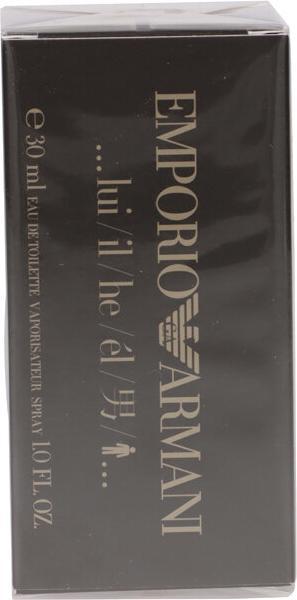 EMPORIO ARMANI
...lui/il/he/él/男/...
e 30 ml EAU DE TOILETTE VAPORISATEUR SPRAY 1.0 FL. OZ.